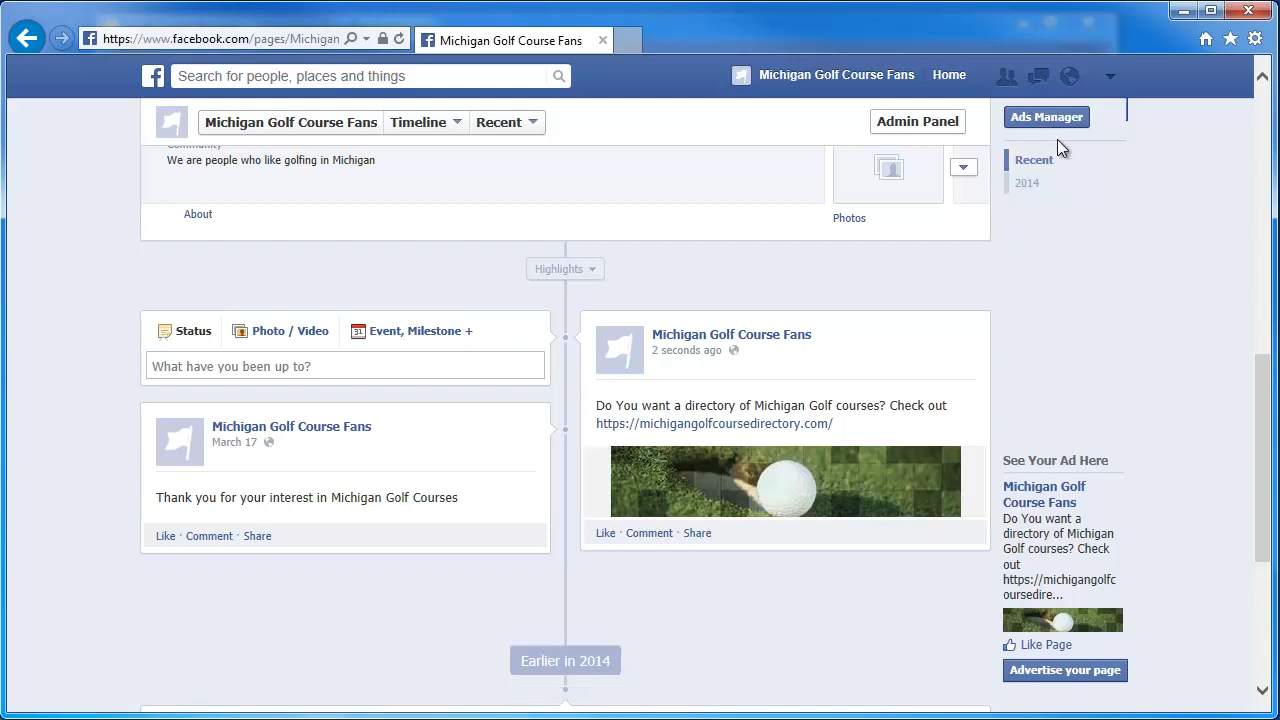 https://www.facebook.com/pages/Michigan
Michigan Golf Course Fans
Search for people, places and things
Michigan Golf Course Fans
Home
Michigan Golf Course Fans
Timeline
Recent
Admin Panel
Ads Manager
Community
We are people who like golfing in Michigan
Recent
2014
About
Photos
Highlights
Status
Photo / Video
31
Event, Milestone +
What have you been up to?
Michigan Golf Course Fans
2 seconds ago
Do You want a directory of Michigan Golf courses? Check out
https://michigangolfcoursedirectory.com/
Like · Comment · Share
Michigan Golf Course Fans
March 17
Thank you for your interest in Michigan Golf Courses
Like · Comment · Share
See Your Ad Here
Michigan Golf
Course Fans
Do You want a
directory of Michigan
Golf courses? Check
out
https://michigangolfc
oursedire...
Like Page
Advertise your page
Earlier in 2014